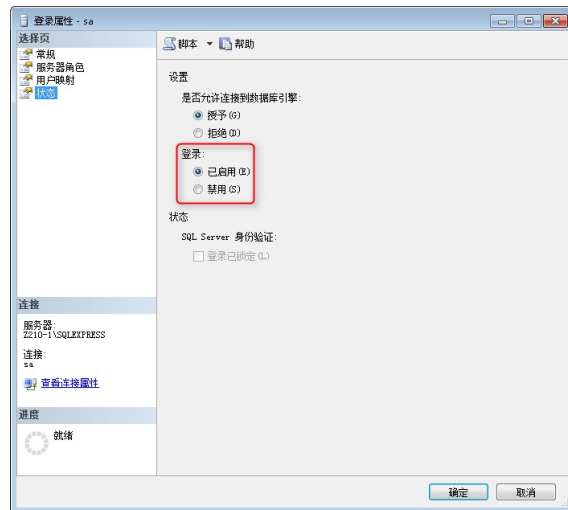 登录属性 - sa
选择页
常规
服务器角色
用户映射
状态
脚本 帮助
设置
是否允许连接到数据库引擎:
授予(G)
拒绝(D)
登录:
已启用(E)
禁用(S)
状态
SQL Server 身份验证:
登录已锁定(L)
连接
服务器:
Z210-1\SQLEXPRESS
连接:
sa
查看连接属性
进度
就绪
确定 取消